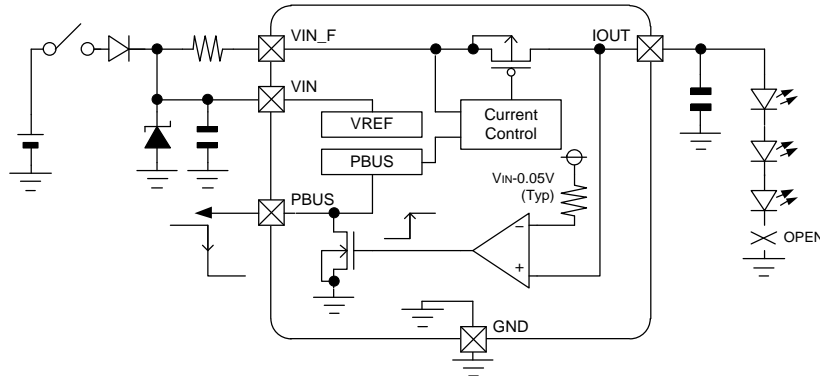 VIN_F
IOUT
VIN
VREF
Current
Control
PBUS
VIN-0.05V
(Typ)
PBUS
−
+
OPEN
GND